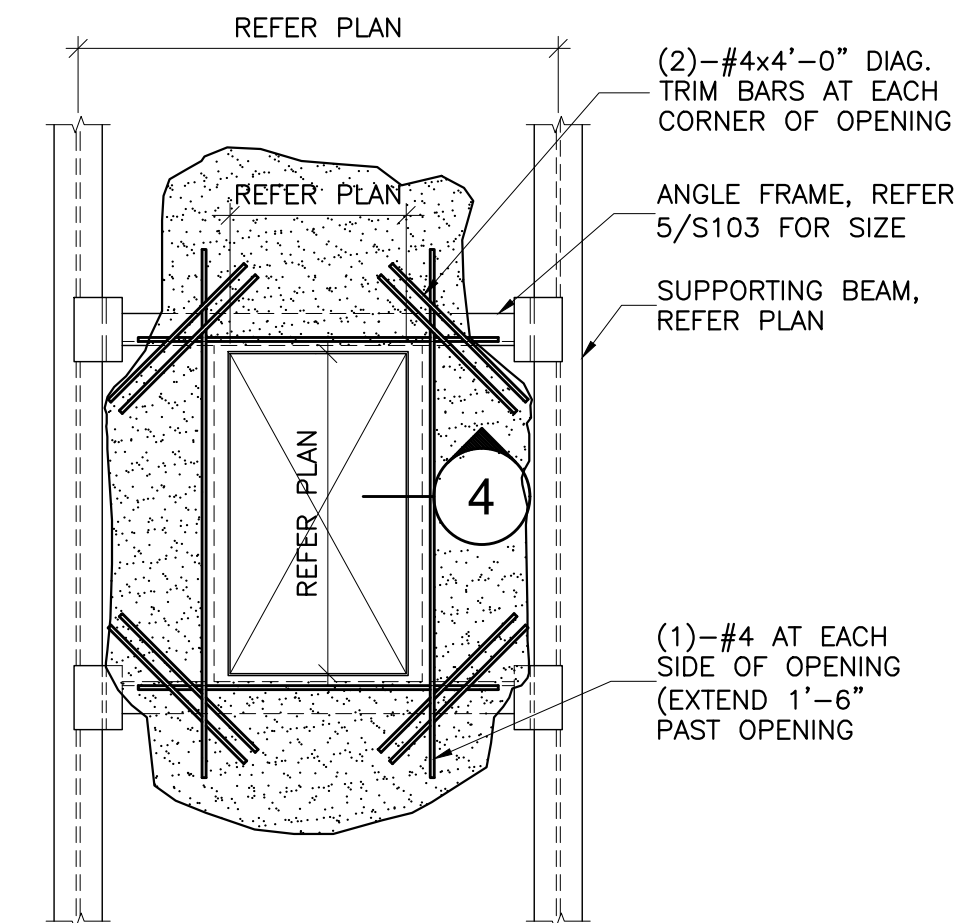 REFER PLAN
(2)-#4x4'-0" DIAG.
TRIM BARS AT EACH
CORNER OF OPENING
REFER PLAN
ANGLE FRAME, REFER
5/S103 FOR SIZE
SUPPORTING BEAM,
REFER PLAN
REFER PLAN
4
(1)-#4 AT EACH
SIDE OF OPENING
(EXTEND 1'-6"
PAST OPENING